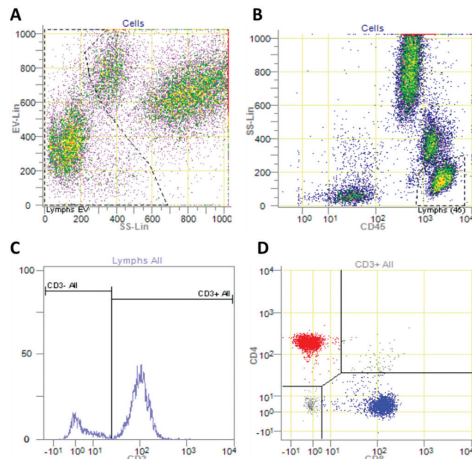 A
Cells
EV-Lin
1000
800
600
400
200
0
Lymphs EV
0 200 400 600 800 1000
SS-Lin
B
Cells
SS-Lin
1000
800
600
400
200
0
Lymphs (45)
10⁰ 10¹ 10² 10³ 10⁴
CD45
C
Lymphs All
100
50
0
CD3- All
CD3+ All
-10¹ 10¹ 10² 10³ 10⁴
D
CD3+ All
CD4
10⁴
10³
10²
10¹
10⁰
-10¹
-10¹ 10⁰ 10¹ 10² 10³ 10⁴